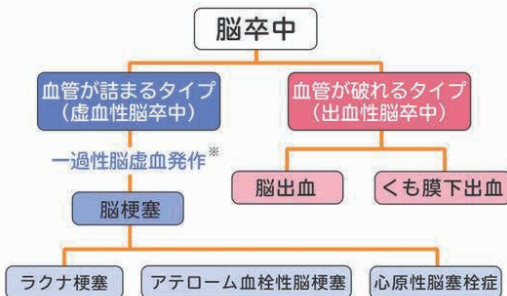 脳卒中
血管が詰まるタイプ
(虚血性脳卒中)
血管が破れるタイプ
(出血性脳卒中)
一過性脳虚血発作※
脳出血
くも膜下出血
脳梗塞
ラクナ梗塞
アテローム血栓性脳梗塞
心原性脳塞栓症